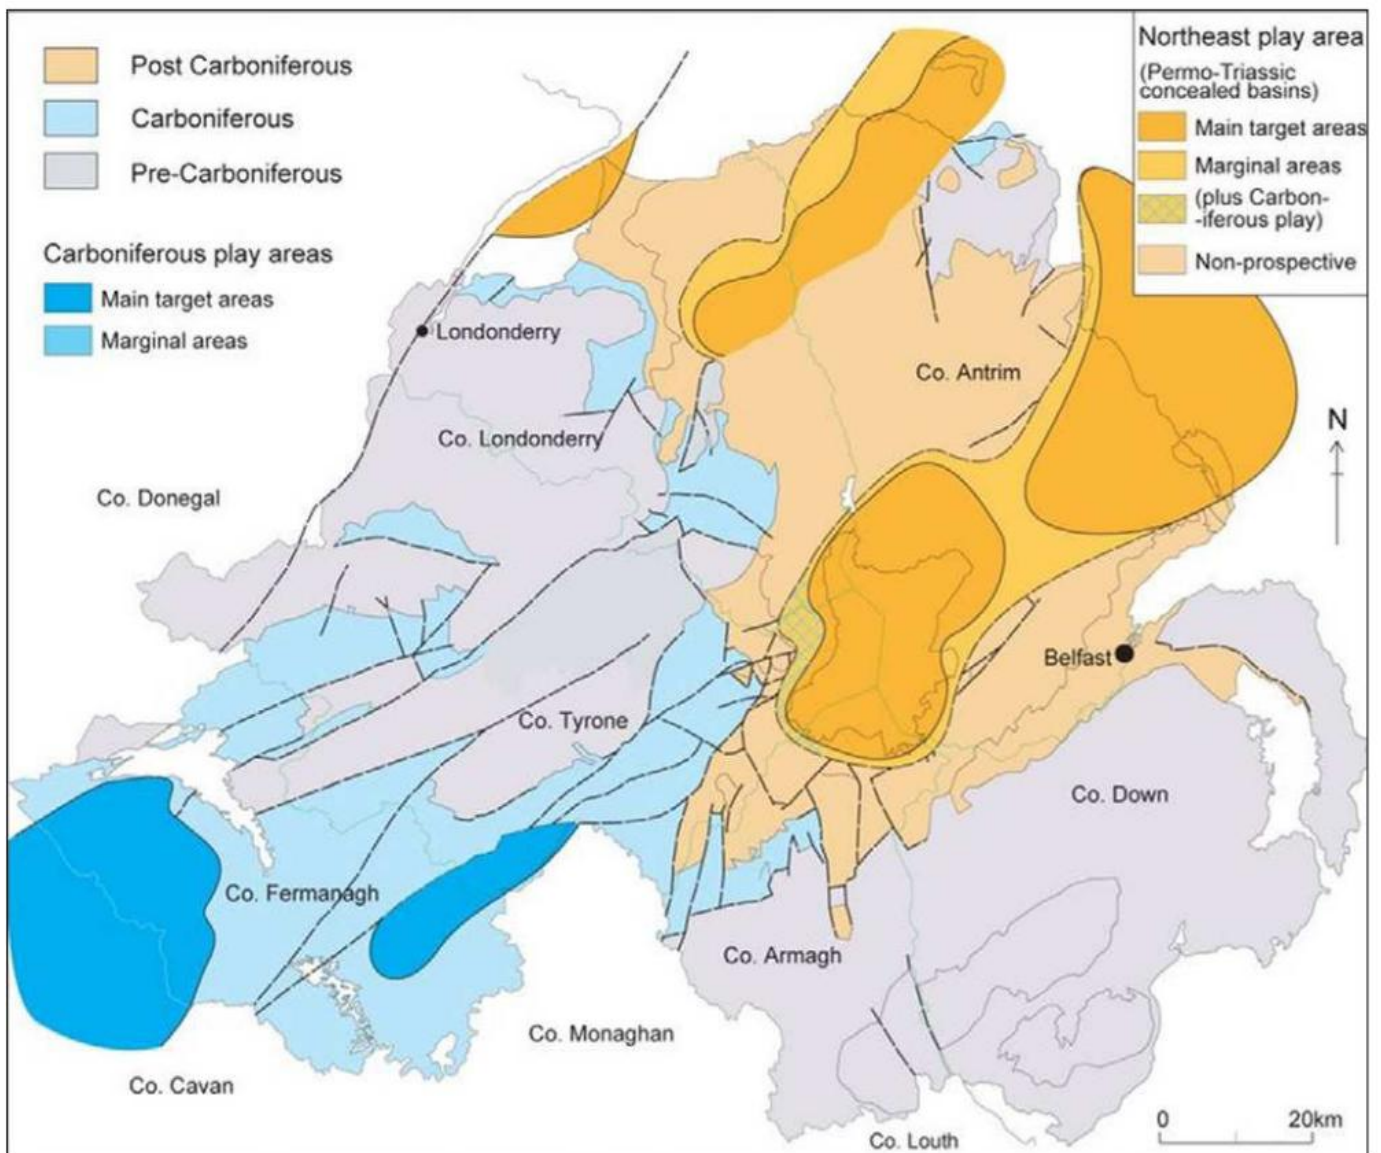 Post Carboniferous
Carboniferous
Pre-Carboniferous
Carboniferous play areas
Main target areas
Marginal areas
Northeast play area
(Permo-Triassic
concealed basins)
Main target areas
Marginal areas
(plus Carbon-
-iferous play)
Non-prospective
Londonderry
Co. Antrim
N
Co. Londonderry
Co. Donegal
Belfast
Co. Tyrone
Co. Down
Co. Fermanagh
Co. Armagh
Co. Monaghan
Co. Cavan
0 20km
Co. Louth